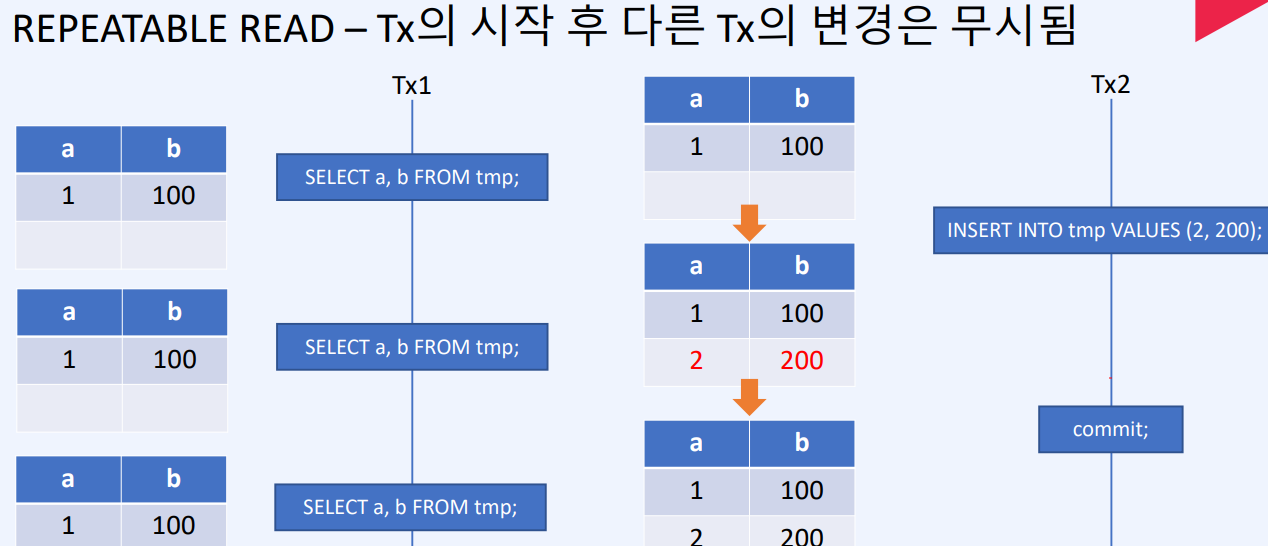 REPEATABLE READ – Tx의 시작 후 다른 Tx의 변경은 무시됨
Tx1
Tx2
a b
1 100
SELECT a, b FROM tmp;
a b
1 100
INSERT INTO tmp VALUES (2, 200);
a b
1 100
2 200
a b
1 100
SELECT a, b FROM tmp;
commit;
a b
1 100
2 200
a b
1 100
SELECT a, b FROM tmp;